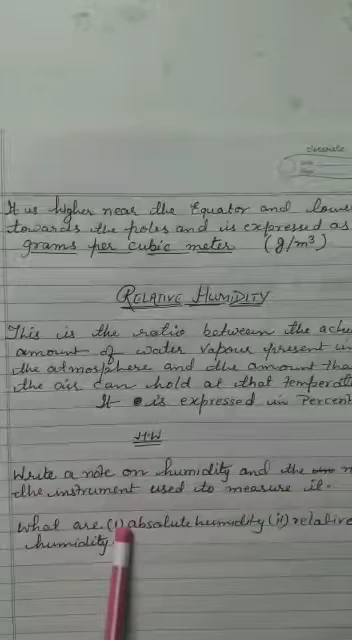 It is higher near the Equator and lowe
towards the poles and is expressed as
grams per cubic meter (g/m³)
RELATIVE HUMIDITY
This is the ratio between the actu
amount of water vapour present in
the atmosphere and the amount tha
the air can hold at that temperat
It is expressed in Percent
H.W
Write a note on humidity and the
the instrument used to measure it.
What are (i) absolute humidity (ii) relative
humidity.